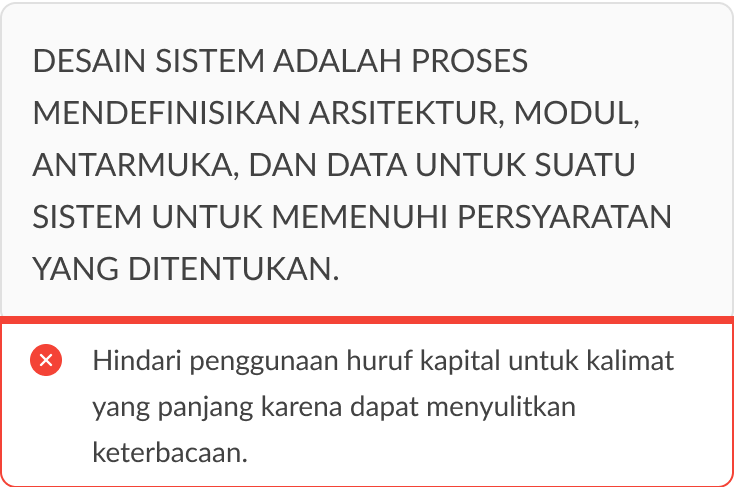 DESAIN SISTEM ADALAH PROSES
MENDEFINISIKAN ARSITEKTUR, MODUL,
ANTARMUKA, DAN DATA UNTUK SUATU
SISTEM UNTUK MEMENUHI PERSYARATAN
YANG DITENTUKAN.
Hindari penggunaan huruf kapital untuk kalimat
yang panjang karena dapat menyulitkan
keterbacaan.